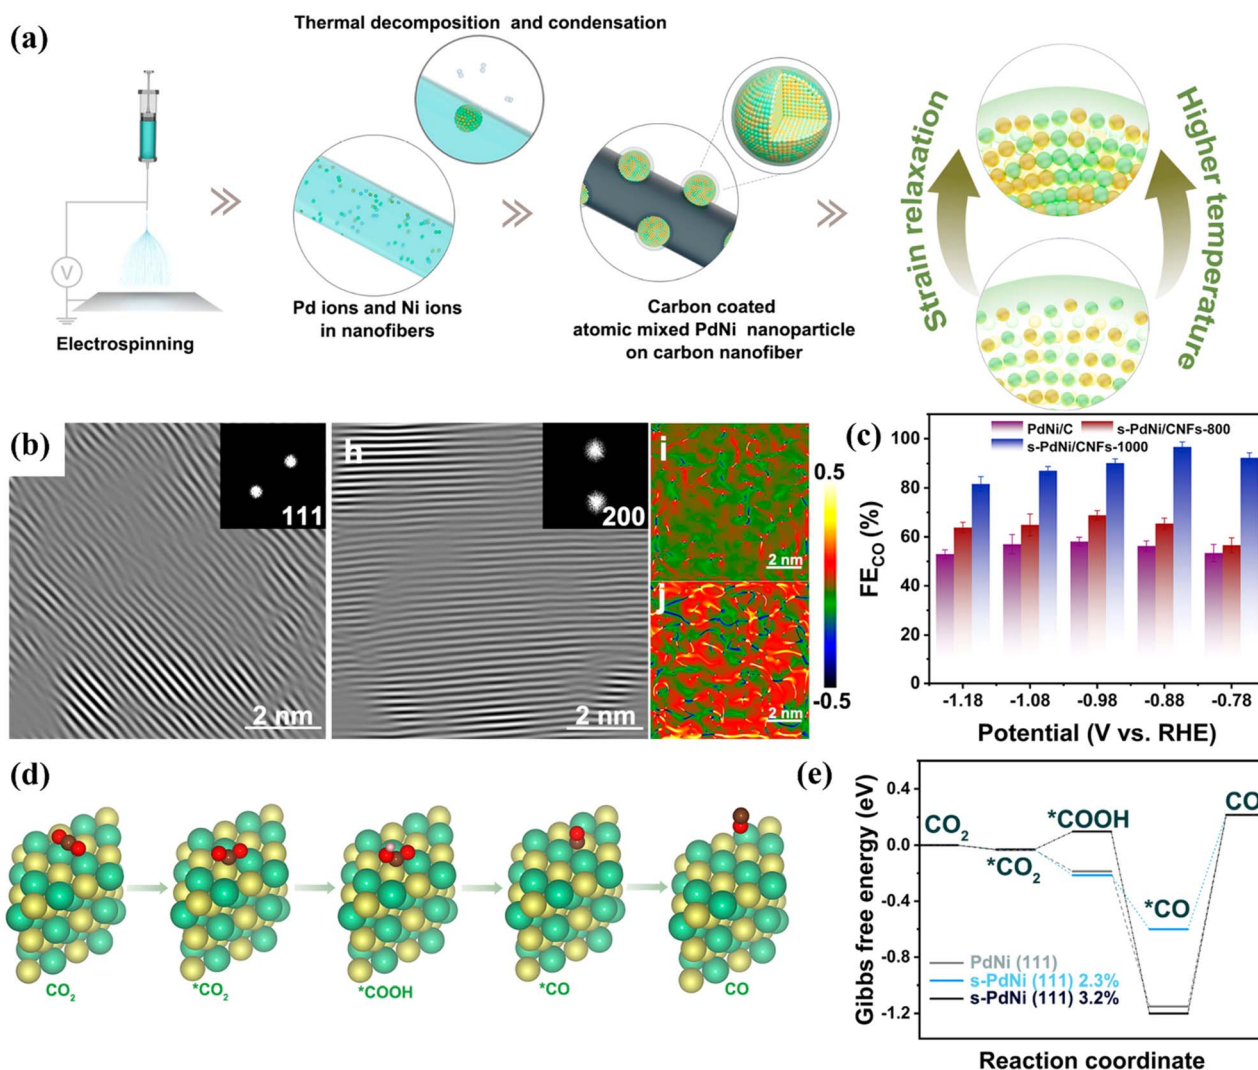 (a)
Thermal decomposition and condensation
V
Electrospinning
Pd ions and Ni ions
in nanofibers
Carbon coated
atomic mixed PdNi nanoparticle
on carbon nanofiber
Strain relaxation
Higher temperature
(b)
111
2 nm
h
200
2 nm
i
2 nm
j
2 nm
0.5
-0.5
(c)
PdNi/C
s-PdNi/CNFs-800
s-PdNi/CNFs-1000
FECO (%)
100
80
60
40
20
0
-1.18
-1.08
-0.98
-0.88
-0.78
Potential (V vs. RHE)
(d)
CO2
*CO2
*COOH
*CO
CO
(e)
Gibbs free energy (eV)
0.4
0.0
-0.4
-0.8
-1.2
CO2
*CO2
*COOH
*CO
CO
PdNi (111)
s-PdNi (111) 2.3%
s-PdNi (111) 3.2%
Reaction coordinate